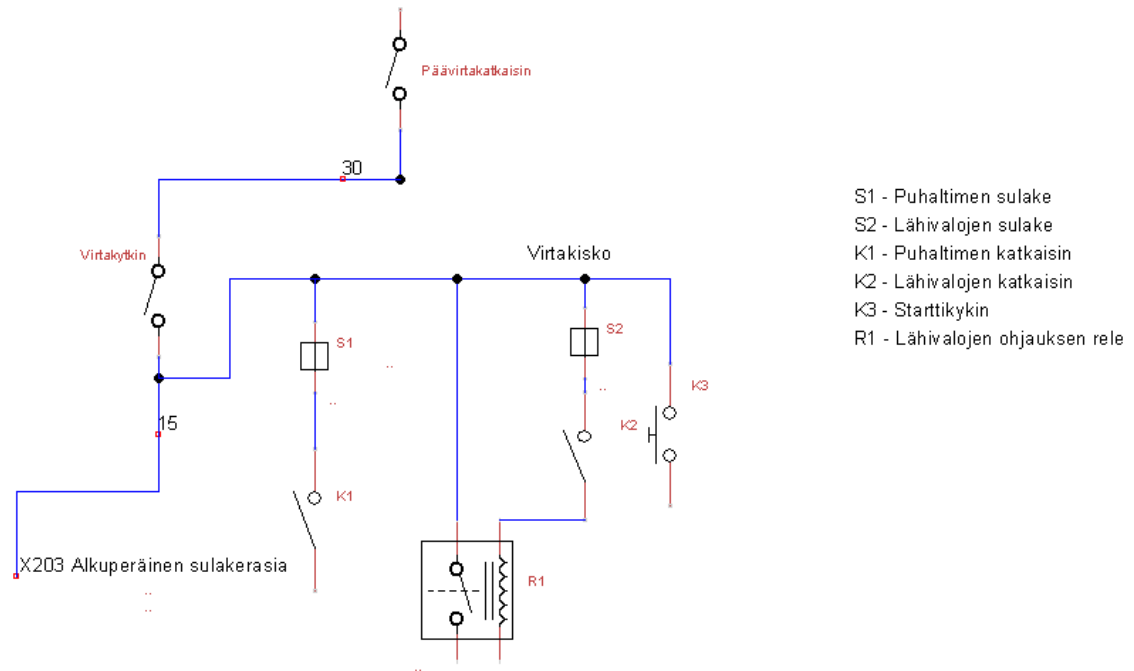 Päävirtakatkaisin
30
S1 - Puhaltimen sulake
S2 - Lähivalojen sulake
K1 - Puhaltimen katkaisin
K2 - Lähivalojen katkaisin
K3 - Starttikykin
R1 - Lähivalojen ohjauksen rele
Virtakytkin
Virtakisko
S1
S2
K3
15
K2
K1
X203 Alkuperäinen sulakerasia
R1